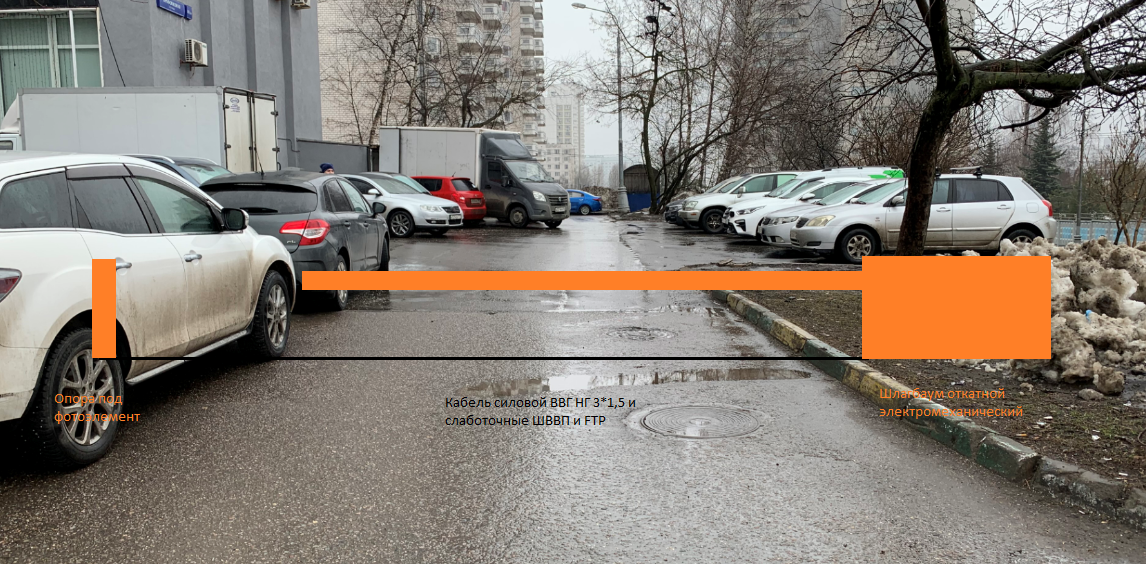 Опора под
фотоэлемент
Кабель силовой ВВГ НГ 3*1,5 и
слаботочные ШВВП и FTP
Шлагбаум откатной
электромеханический